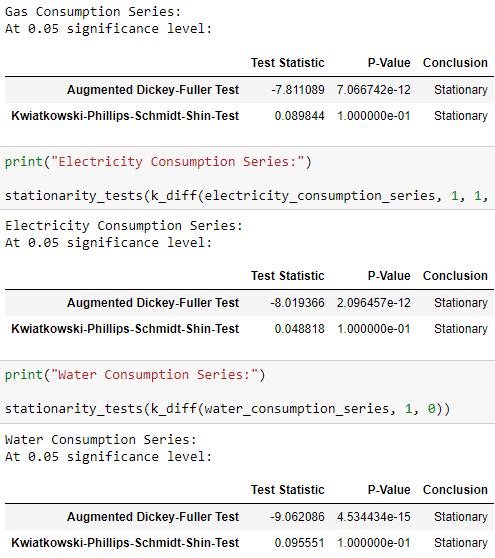 Gas Consumption Series:
At 0.05 significance level:
Test Statistic P-Value Conclusion
Augmented Dickey-Fuller Test -7.811089 7.066742e-12 Stationary
Kwiatkowski-Phillips-Schmidt-Shin-Test 0.089844 1.000000e-01 Stationary
print("Electricity Consumption Series:")
stationarity_tests(k_diff(electricity_consumption_series, 1, 1,
Electricity Consumption Series:
At 0.05 significance level:
Test Statistic P-Value Conclusion
Augmented Dickey-Fuller Test -8.019366 2.096457e-12 Stationary
Kwiatkowski-Phillips-Schmidt-Shin-Test 0.048818 1.000000e-01 Stationary
print("Water Consumption Series:")
stationarity_tests(k_diff(water_consumption_series, 1, 0))
Water Consumption Series:
At 0.05 significance level:
Test Statistic P-Value Conclusion
Augmented Dickey-Fuller Test -9.062086 4.534434e-15 Stationary
Kwiatkowski-Phillips-Schmidt-Shin-Test 0.095551 1.000000e-01 Stationary